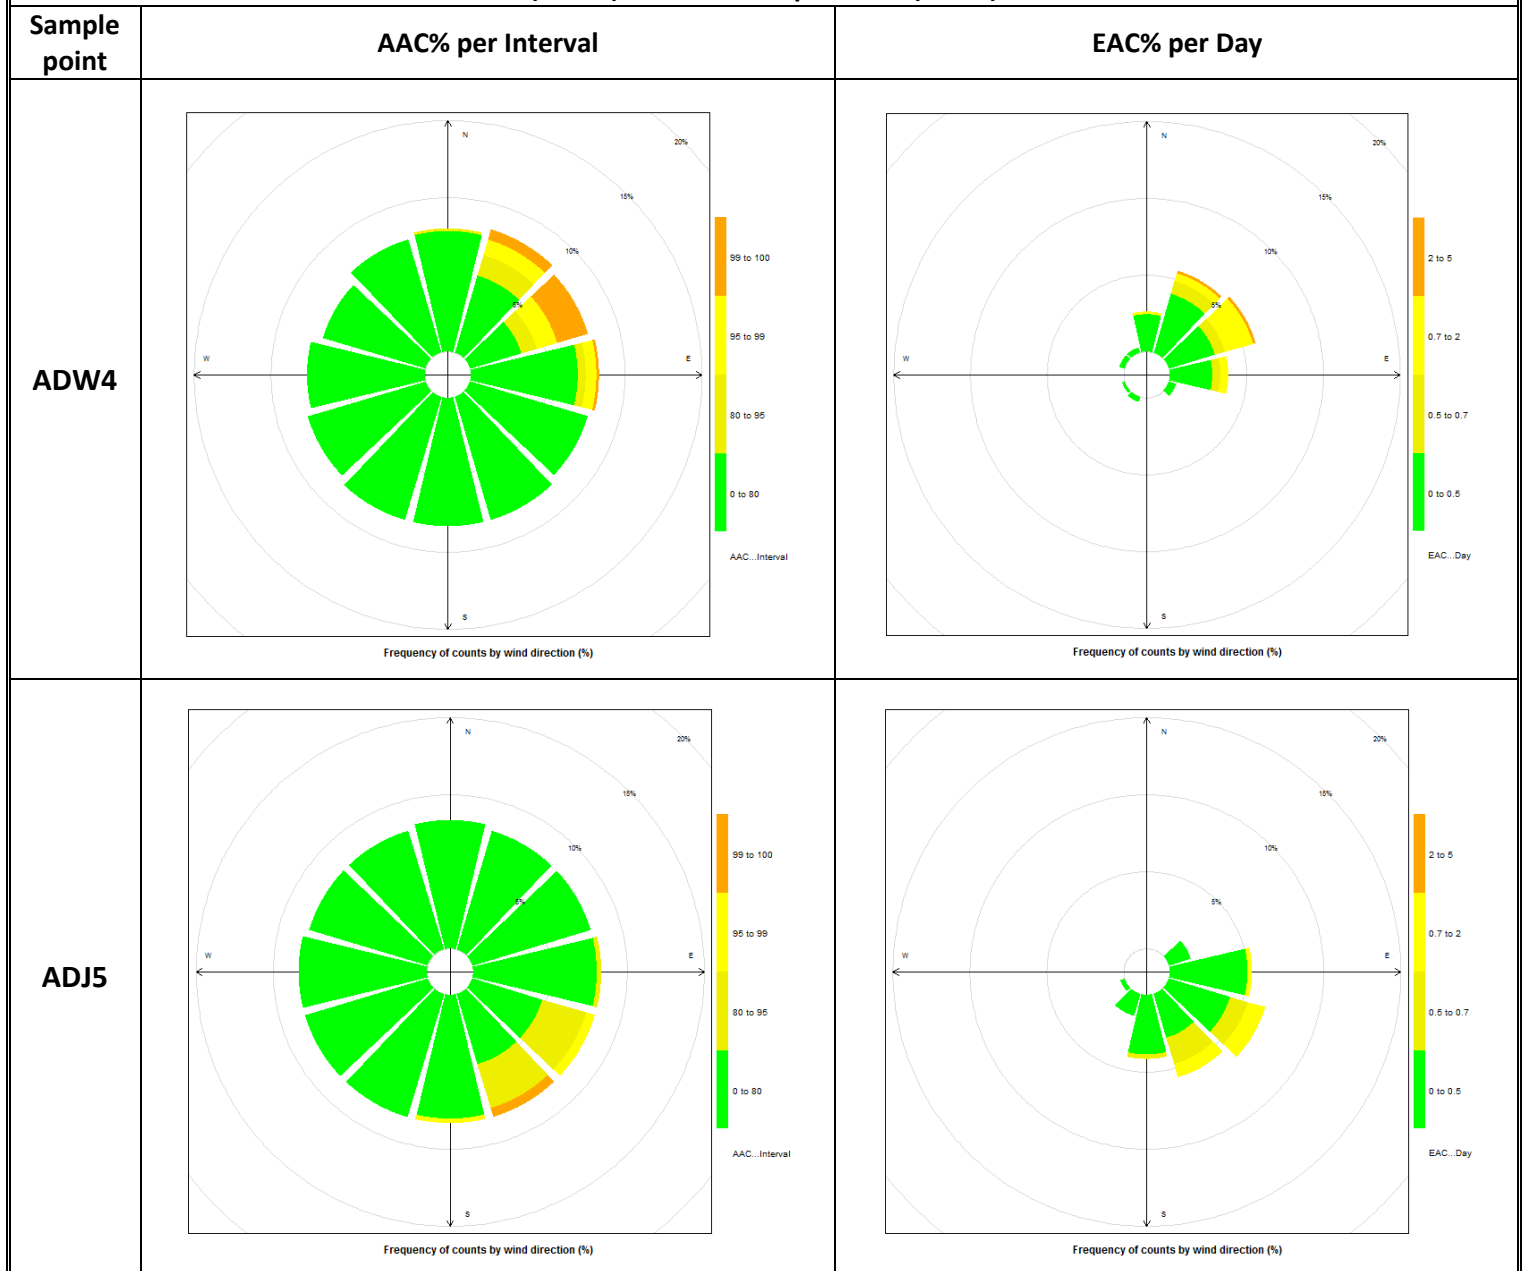 Sample
point
AAC% per Interval
EAC% per Day
ADW4
N
20%
15%
10%
5%
W
E
S
99 to 100
95 to 99
80 to 95
0 to 80
AAC...Interval
Frequency of counts by wind direction (%)
N
20%
15%
10%
5%
W
E
S
2 to 5
0.7 to 2
0.5 to 0.7
0 to 0.5
EAC...Day
Frequency of counts by wind direction (%)
ADJ5
N
20%
15%
10%
5%
W
E
S
99 to 100
95 to 99
80 to 95
0 to 80
AAC...Interval
Frequency of counts by wind direction (%)
N
20%
15%
10%
5%
W
E
S
2 to 5
0.7 to 2
0.5 to 0.7
0 to 0.5
EAC...Day
Frequency of counts by wind direction (%)